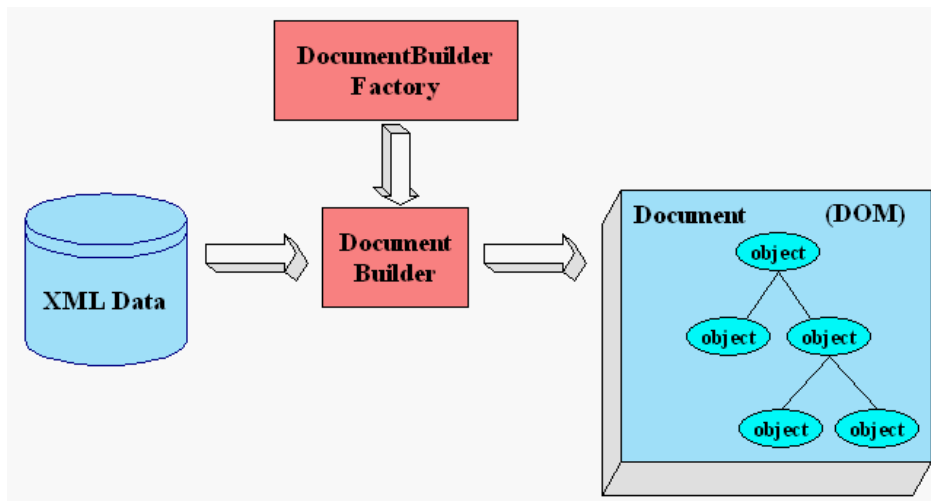 DocumentBuilder
Factory
XML Data
Document
Builder
Document (DOM)
object
object object
object object